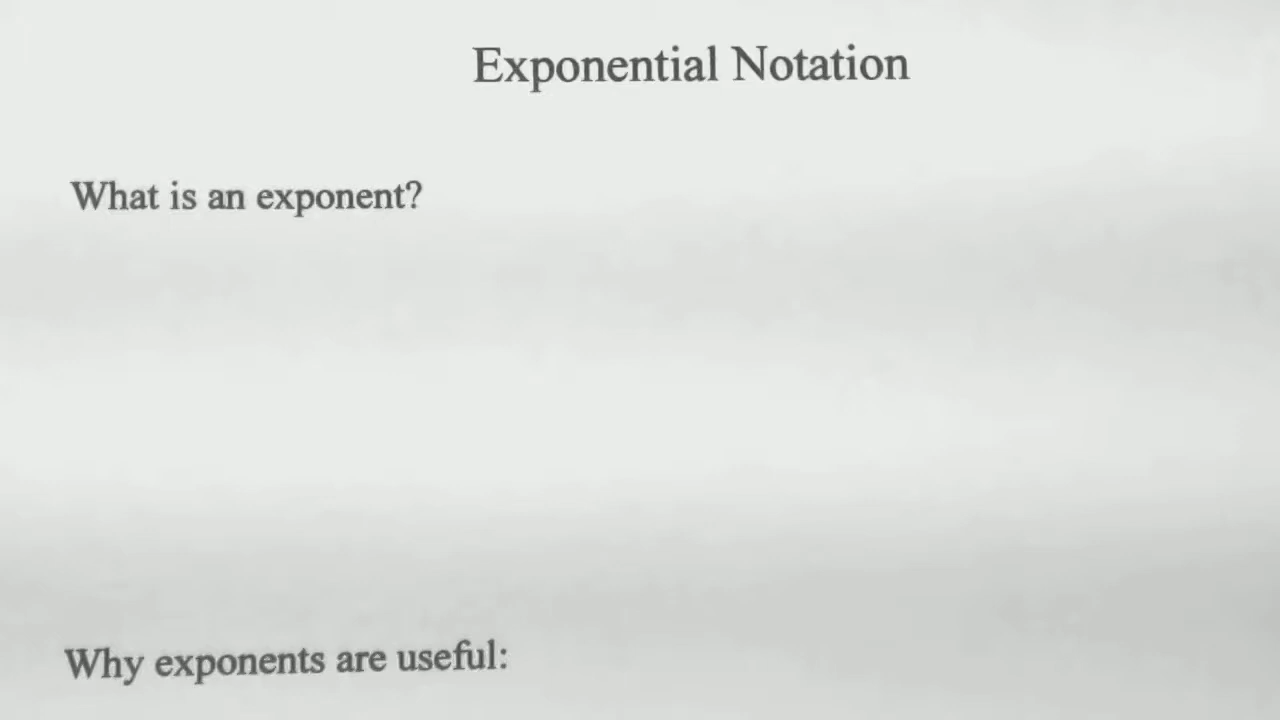 Exponential Notation
What is an exponent?
Why exponents are useful: